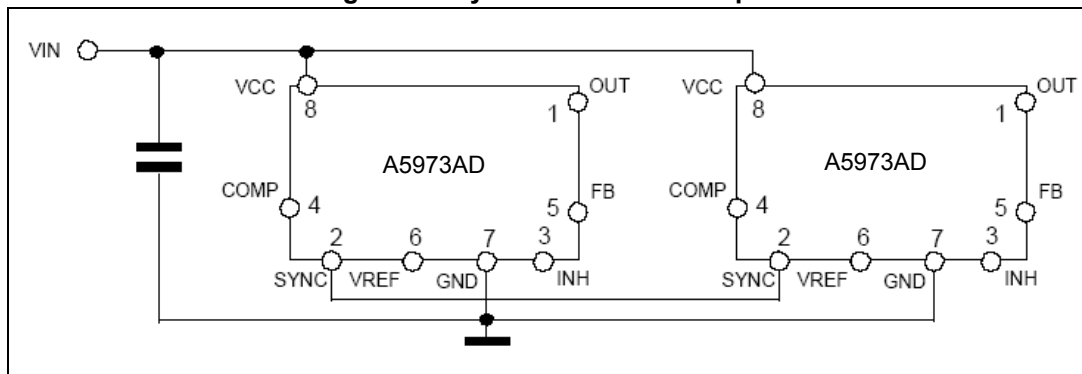 VIN
VCC
8
OUT
1
A5973AD
COMP
4
FB
5
2
6
7
3
SYNC
VREF
GND
INH
VCC
8
OUT
1
A5973AD
COMP
4
FB
5
2
6
7
3
SYNC
VREF
GND
INH